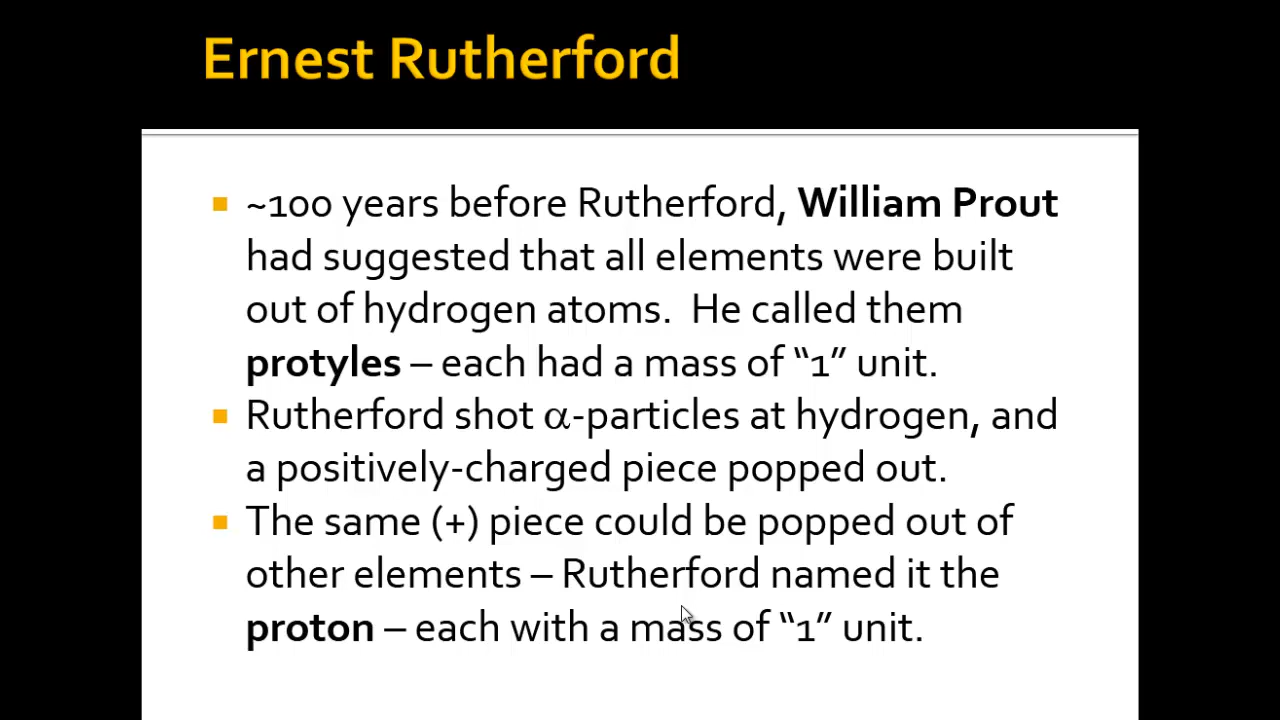 Ernest Rutherford
▪ ~100 years before Rutherford, William Prout
had suggested that all elements were built
out of hydrogen atoms.  He called them
protyles – each had a mass of “1” unit.
▪ Rutherford shot α-particles at hydrogen, and
a positively-charged piece popped out.
▪ The same (+) piece could be popped out of
other elements – Rutherford named it the
proton – each with a mass of “1” unit.